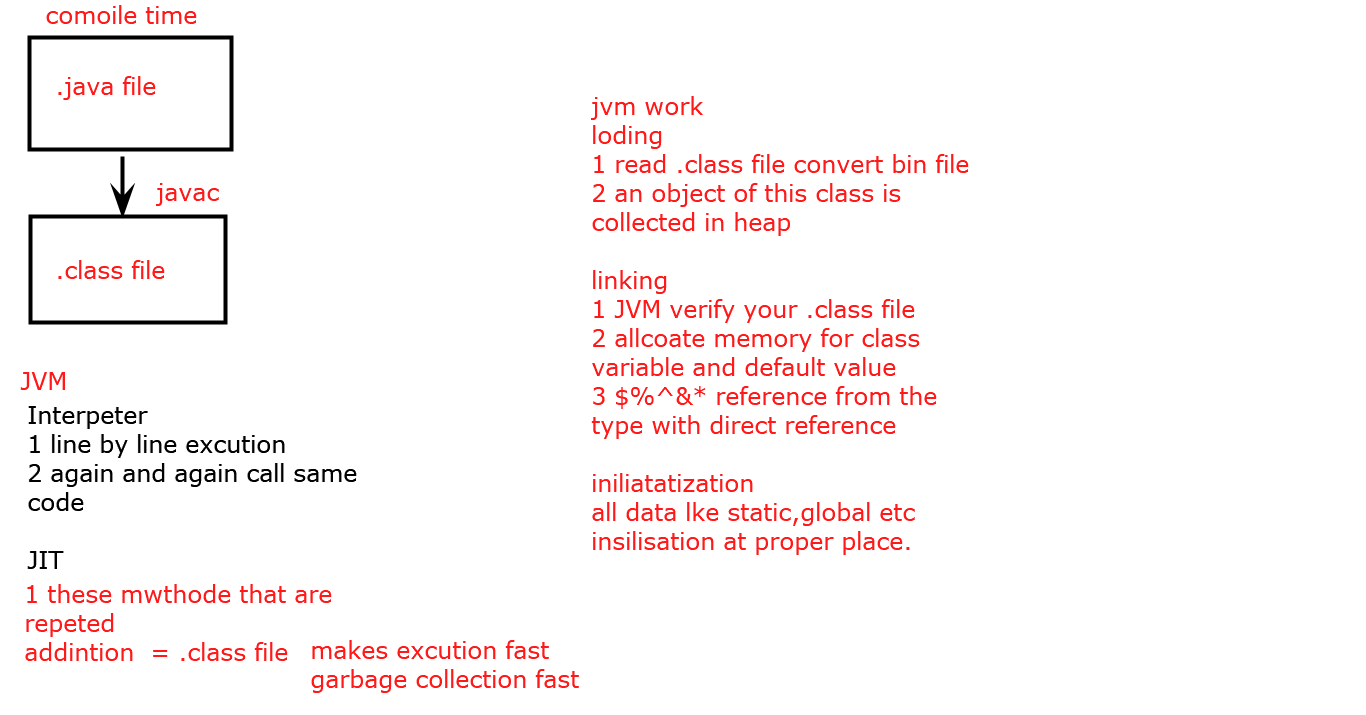 comoile time
.java file
javac
.class file
JVM
Interpeter
1 line by line excution
2 again and again call same
code
JIT
1 these mwthode that are
repeted
addintion = .class file
makes excution fast
garbage collection fast
jvm work
loding
1 read .class file convert bin file
2 an object of this class is
collected in heap
linking
1 JVM verify your .class file
2 allcoate memory for class
variable and default value
3 $%^&* reference from the
type with direct reference
iniliatatization
all data lke static,global etc
insilisation at proper place.